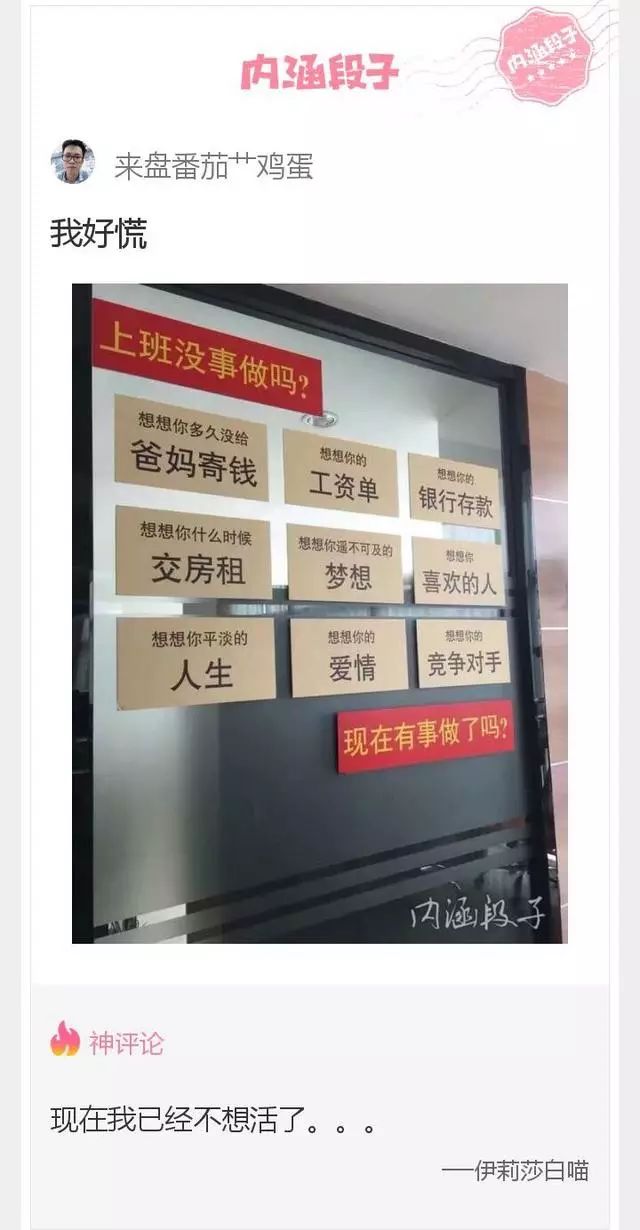 内涵段子
内涵段子
来盘番茄艹鸡蛋
我好慌
上班没事做吗?
想想你多久没给
爸妈寄钱
想想你的
工资单
想想你的
银行存款
想想你什么时候
交房租
想想你遥不可及的
梦想
想想你
喜欢的人
想想你平淡的
人生
想想你的
爱情
想想你的
竞争对手
现在有事做了吗?
内涵段子
神评论
现在我已经不想活了。。。
──伊莉莎白喵